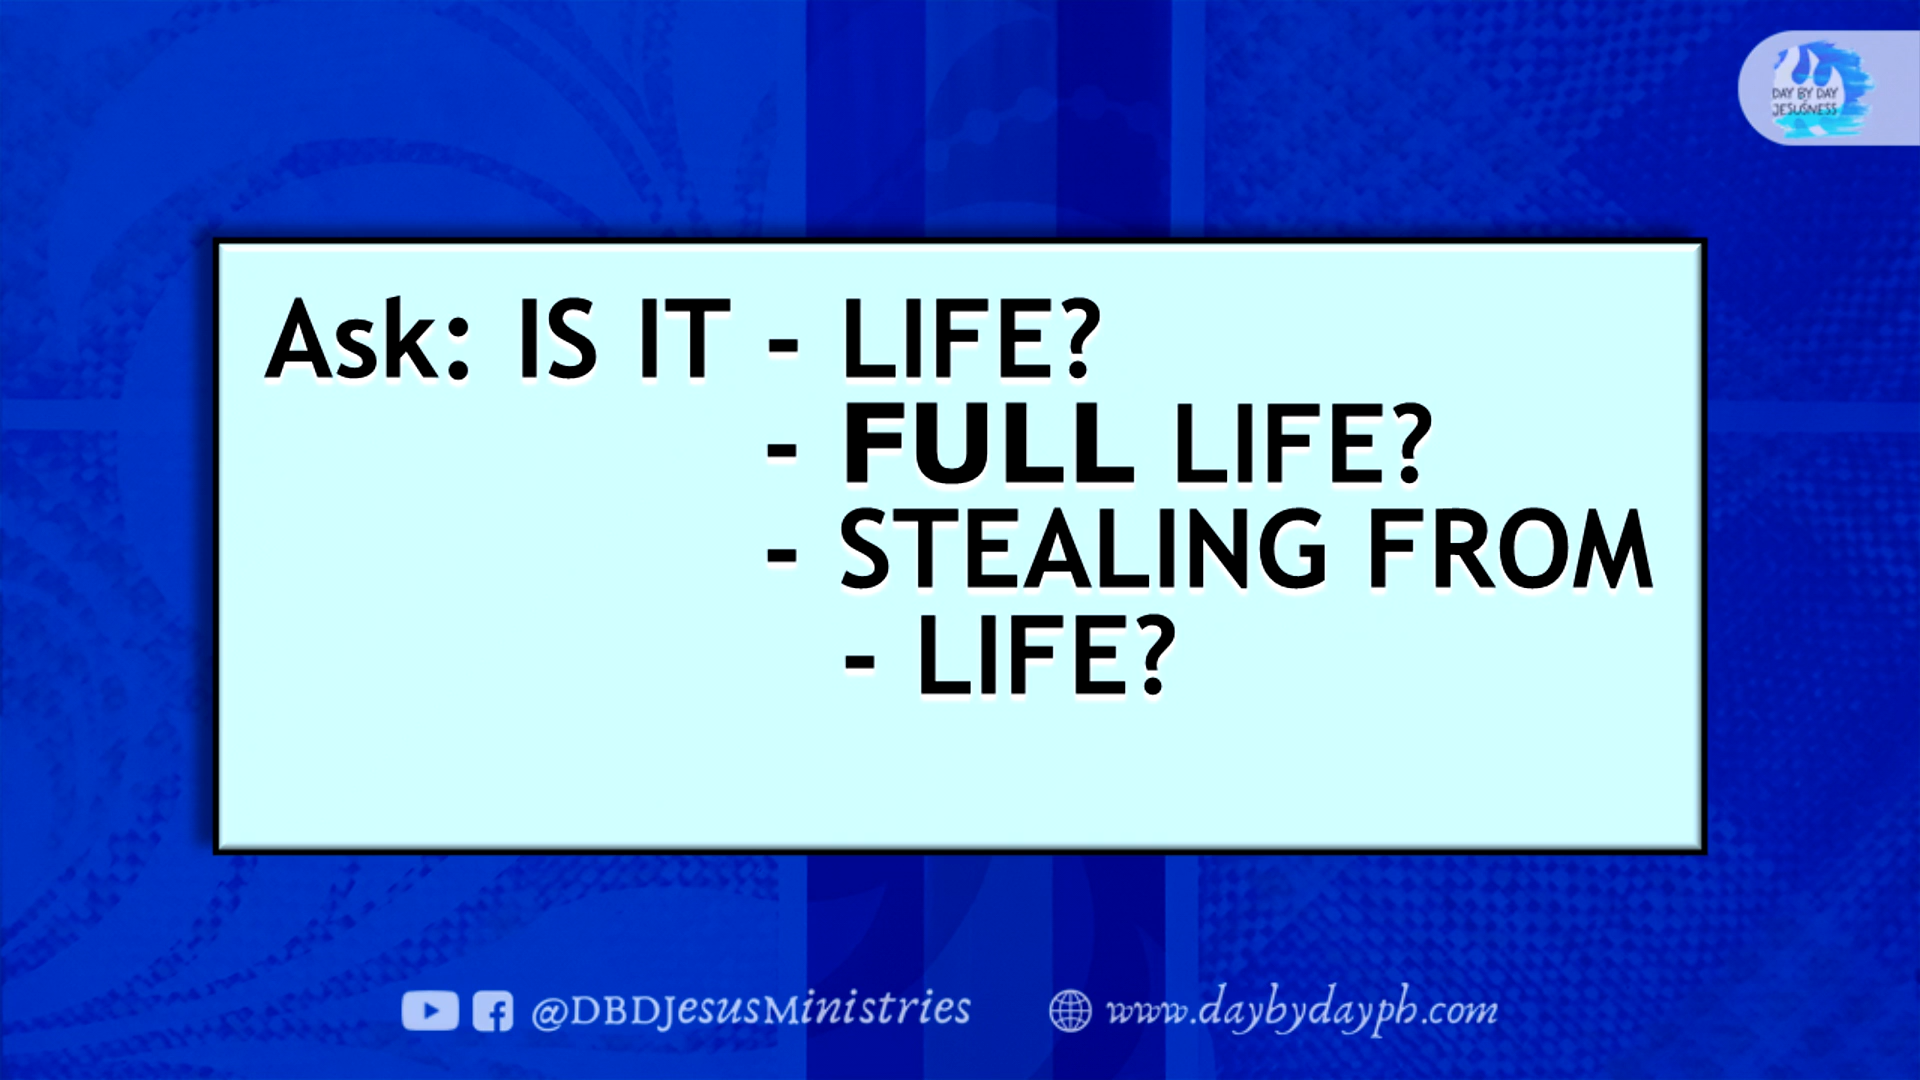 DAY BY DAY
JESUSNESS
Ask: IS IT - LIFE?
- FULL LIFE?
- STEALING FROM
- LIFE?
@DBDJesusMinistries
www.daybydayph.com